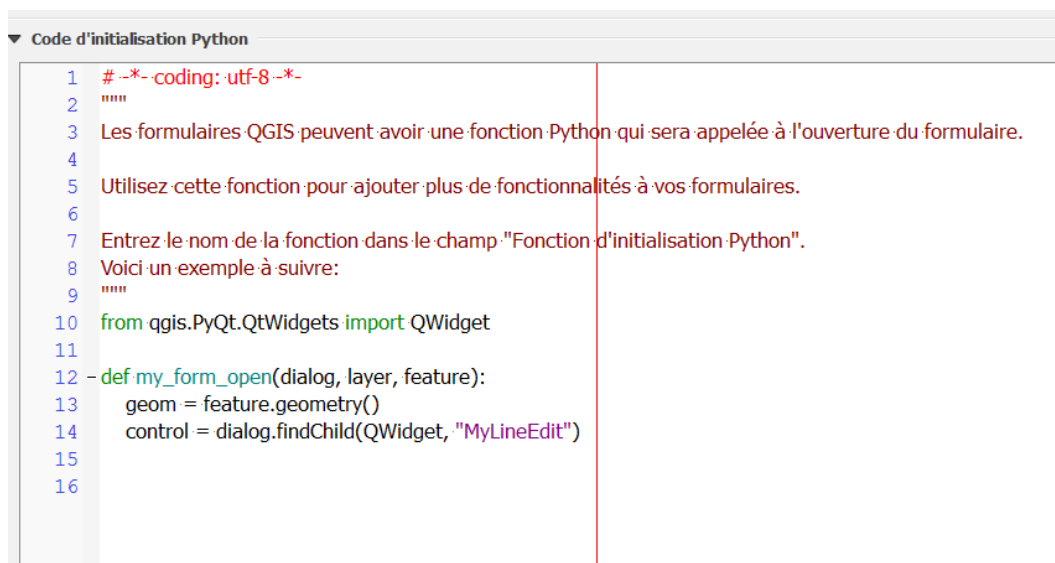 Code d'initialisation Python
1 # -*- coding: utf-8 -*-
2 """
3 Les formulaires QGIS peuvent avoir une fonction Python qui sera appelée à l'ouverture du formulaire.
4
5 Utilisez cette fonction pour ajouter plus de fonctionnalités à vos formulaires.
6
7 Entrez le nom de la fonction dans le champ "Fonction d'initialisation Python".
8 Voici un exemple à suivre:
9 """
10 from qgis.PyQt.QtWidgets import QWidget
11
12 def my_form_open(dialog, layer, feature):
13     geom = feature.geometry()
14     control = dialog.findChild(QWidget, "MyLineEdit")
15
16